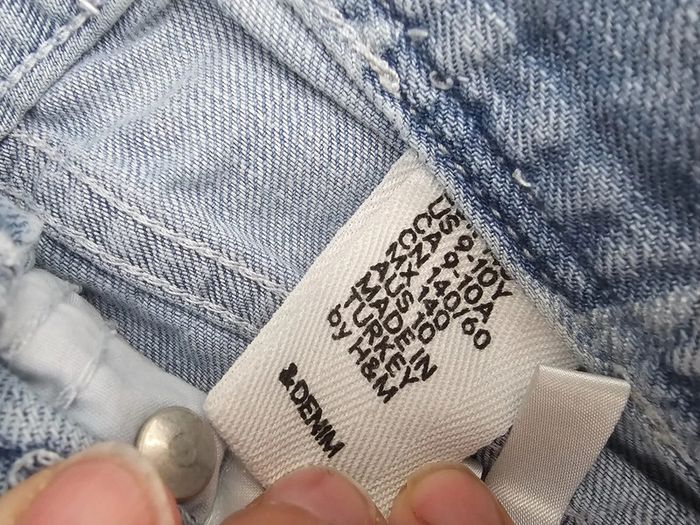 US 9-10Y
CA 9-10A
CN 140/60
MX 140
AUS 10
MADE IN
TURKEY
by H&M
&DENIM